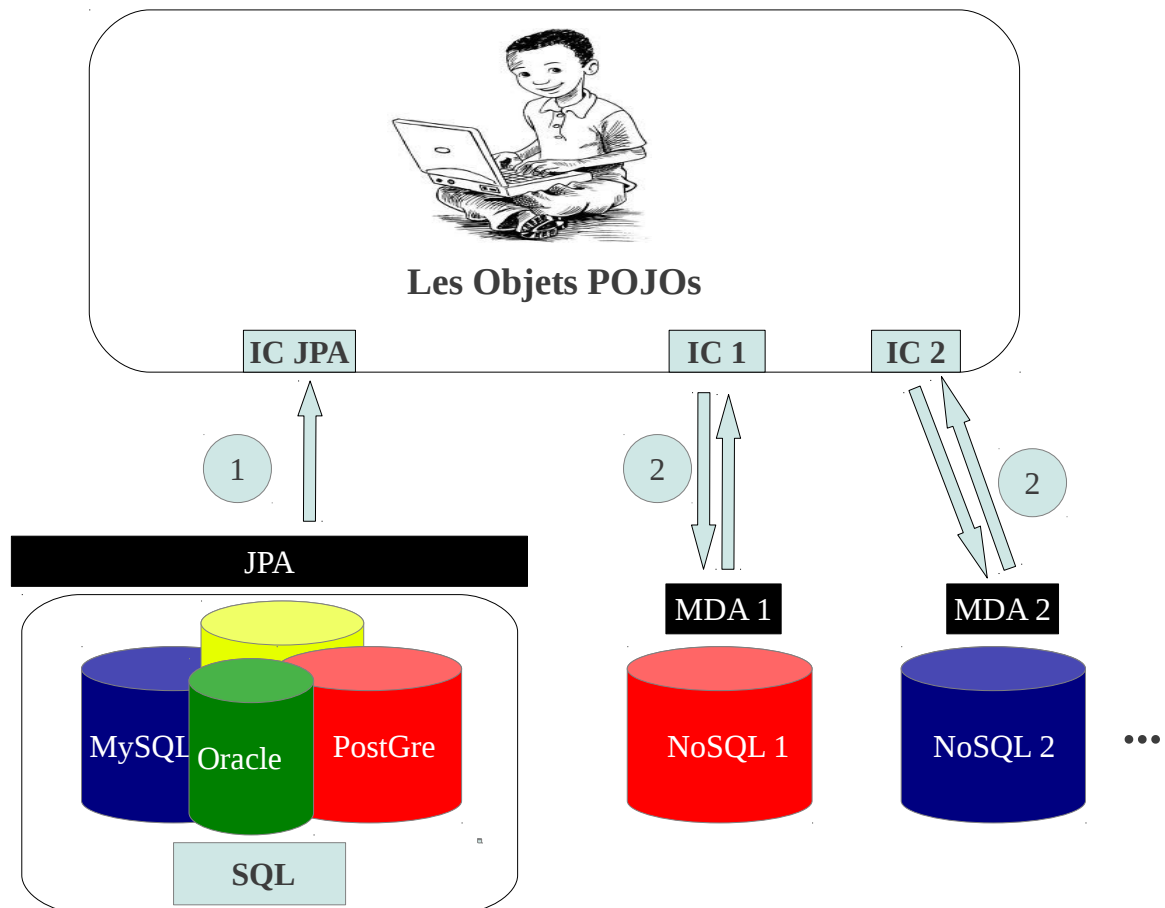 Les Objets POJOs
IC JPA
IC 1
IC 2
1
2
2
JPA
MDA 1
MDA 2
MySQL
Oracle
PostGre
NoSQL 1
NoSQL 2
...
SQL